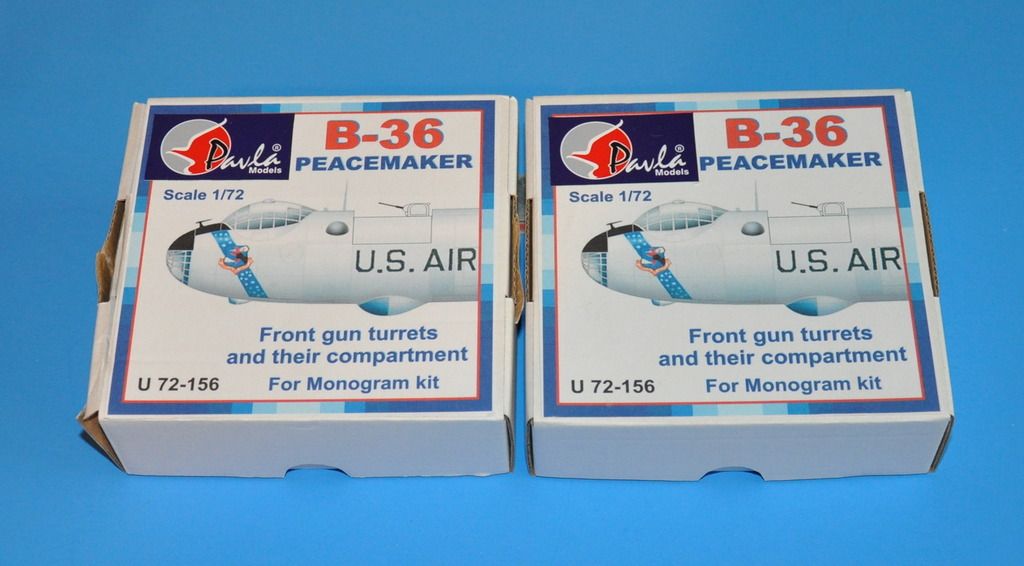 Pavla®
Models
B-36
PEACEMAKER
Scale 1/72
U.S. AIR
Front gun turrets
and their compartment
U 72-156
For Monogram kit
Pavla®
Models
B-36
PEACEMAKER
Scale 1/72
U.S. AIR
Front gun turrets
and their compartment
U 72-156
For Monogram kit